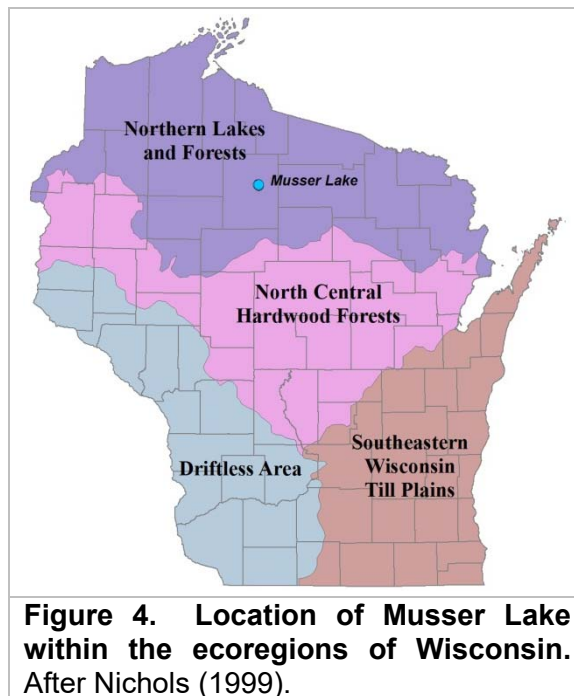 Northern Lakes
and Forests
Musser Lake
North Central
Hardwood Forests
Driftless Area
Southeastern
Wisconsin
Till Plains
Figure 4. Location of Musser Lake
within the ecoregions of Wisconsin.
After Nichols (1999).